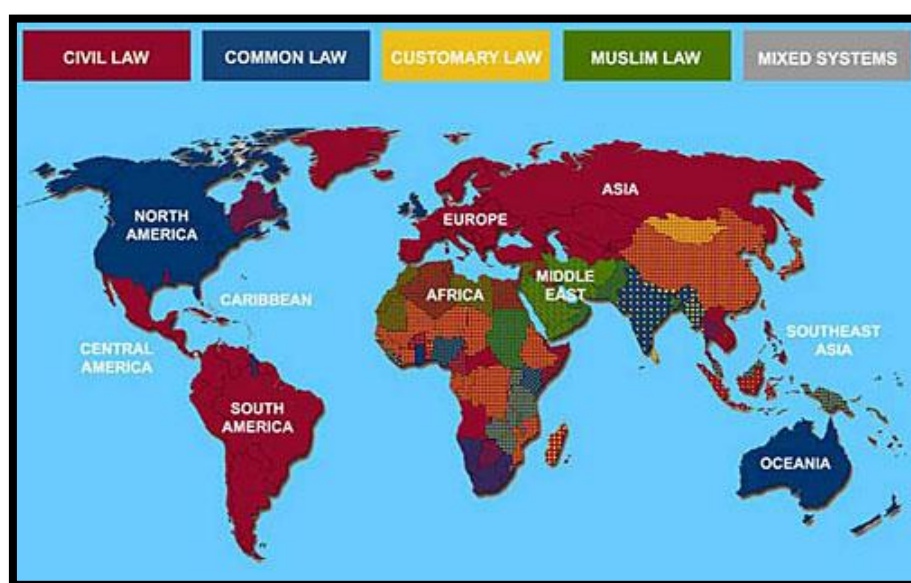 CIVIL LAW
COMMON LAW
CUSTOMARY LAW
MUSLIM LAW
MIXED SYSTEMS
NORTH
AMERICA
CARIBBEAN
CENTRAL
AMERICA
SOUTH
AMERICA
EUROPE
ASIA
AFRICA
MIDDLE
EAST
SOUTHEAST
ASIA
OCEANIA